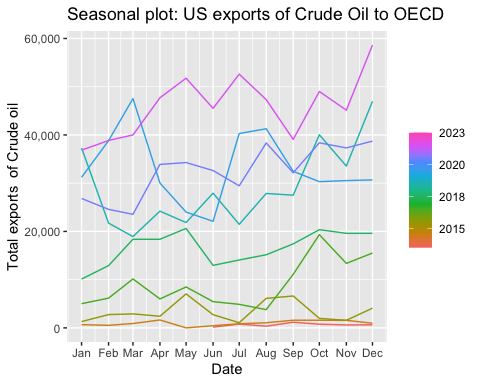 Seasonal plot: US exports of Crude Oil to OECD
60,000
40,000
20,000
0
Total exports  of Crude oil
Jan Feb Mar Apr May Jun Jul Aug Sep Oct Nov Dec
Date
2023
2020
2018
2015